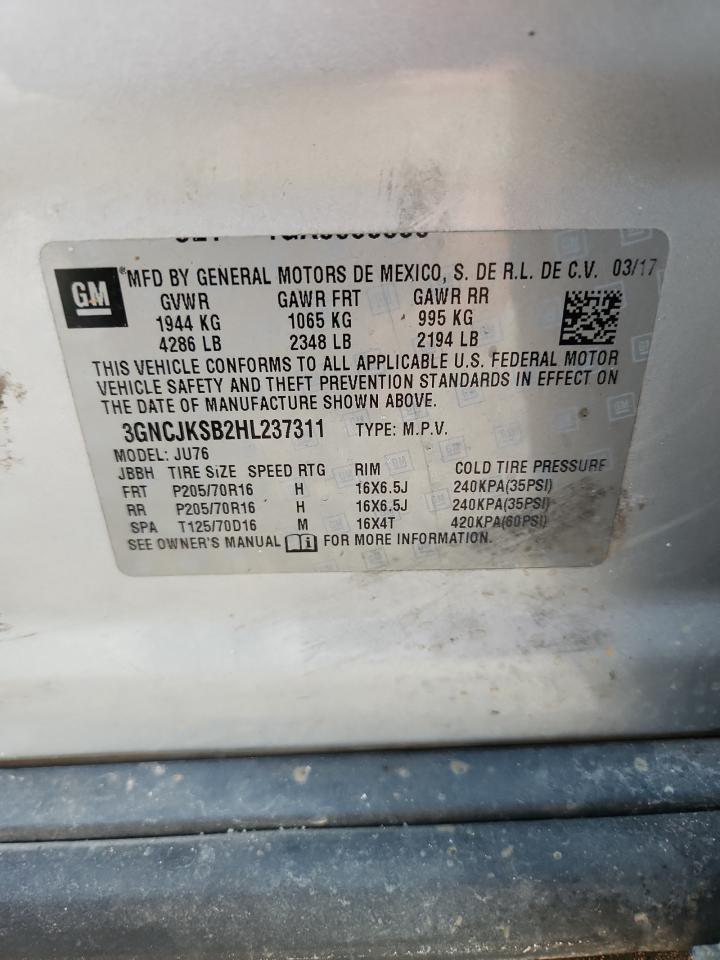 GM
®MFD BY GENERAL MOTORS DE MEXICO, S. DE R.L. DE C.V. 03/17
GVWR GAWR FRT GAWR RR
1944 KG 1065 KG 995 KG
4286 LB 2348 LB 2194 LB
THIS VEHICLE CONFORMS TO ALL APPLICABLE U.S. FEDERAL MOTOR
VEHICLE SAFETY AND THEFT PREVENTION STANDARDS IN EFFECT ON
THE DATE OF MANUFACTURE SHOWN ABOVE.
3GNCJKSB2HL237311 TYPE: M.P.V.
MODEL: JU76
JBBH TIRE SIZE SPEED RTG RIM COLD TIRE PRESSURE
FRT P205/70R16 H 16X6.5J 240KPA(35PSI)
RR P205/70R16 H 16X6.5J 240KPA(35PSI)
SPA T125/70D16 M 16X4T 420KPA(60PSI)
SEE OWNER'S MANUAL FOR MORE INFORMATION.